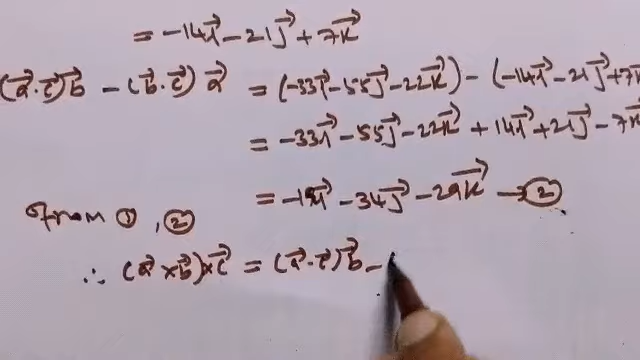 = -14i⃗ - 21j⃗ + 7k⃗
(a⃗ · c⃗)b⃗ - (b⃗ · c⃗) a⃗ = (-33i⃗ - 55j⃗ - 22k⃗) - (-14i⃗ - 21j⃗ + 7k⃗
= -33i⃗ - 55j⃗ - 22k⃗ + 14i⃗ + 21j⃗ - 7k⃗
= -19i⃗ - 34j⃗ - 29k⃗ → ②
From ①, ②
∴ (a⃗ × b⃗) × c⃗ = (a⃗ · c⃗)b⃗ -